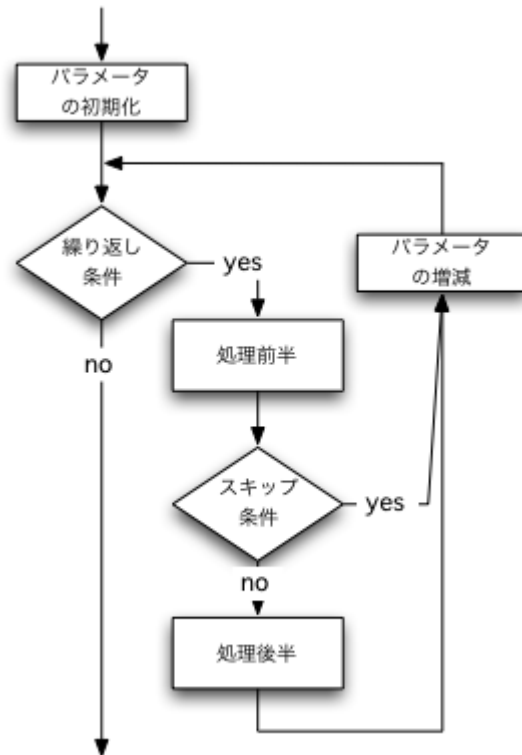 パラメータ
の初期化
繰り返し
条件
yes
パラメータ
の増減
処理前半
no
スキップ
条件
yes
no
処理後半